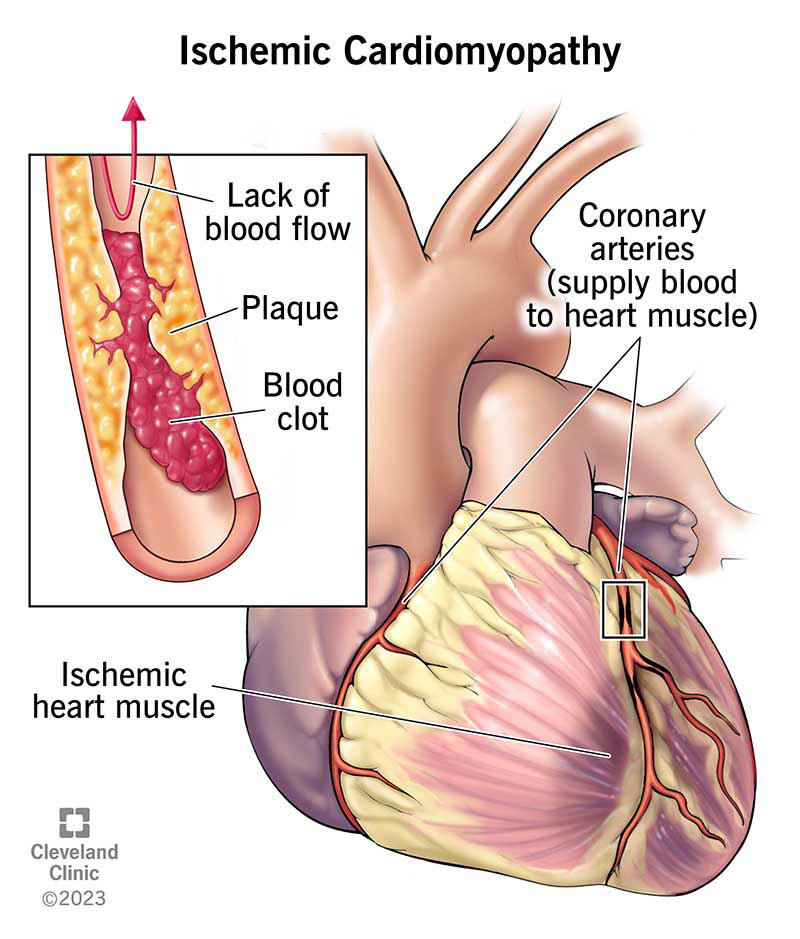 Ischemic Cardiomyopathy
Lack of
blood flow
Plaque
Blood
clot
Coronary
arteries
(supply blood
to heart muscle)
Ischemic
heart muscle
Cleveland
Clinic
©2023